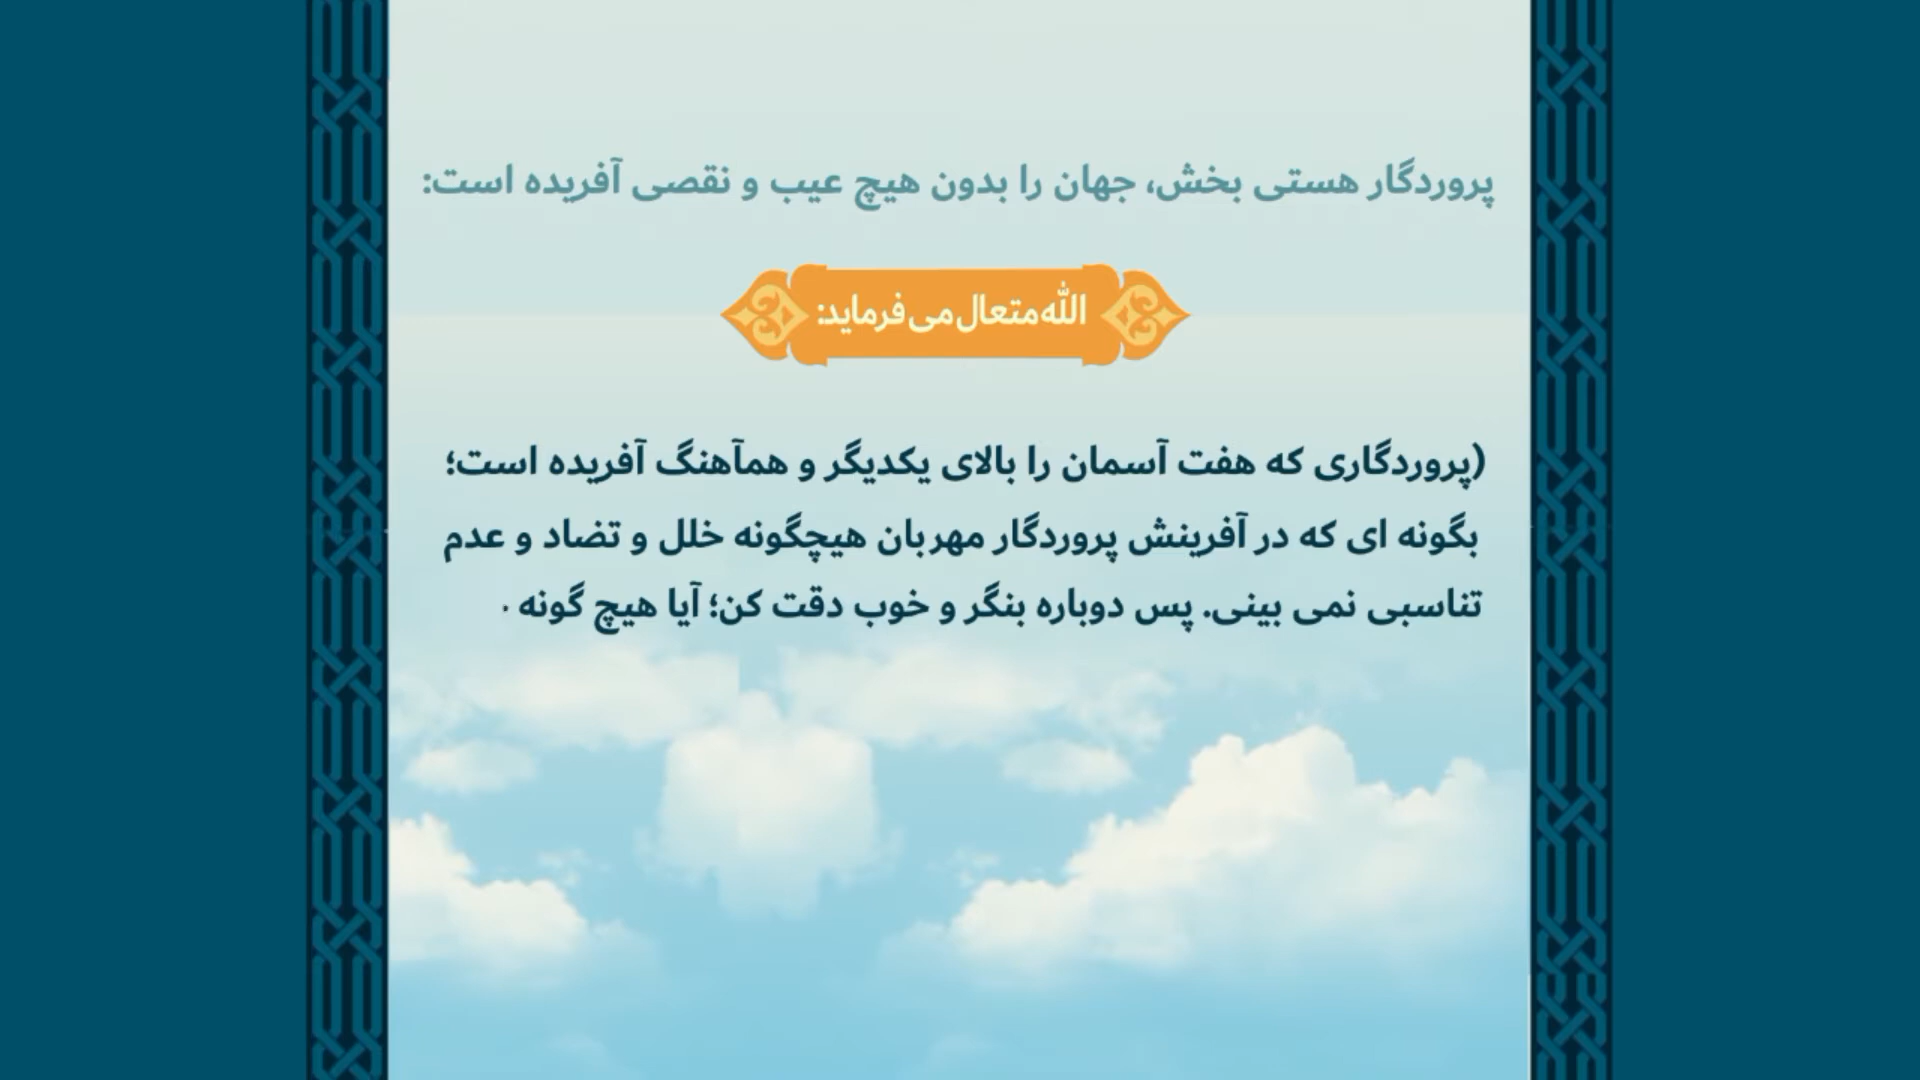 پروردگار هستی بخش، جهان را بدون هیچ عیب و نقصی آفریده است:
الله متعال می فرماید:
(پروردگاری که هفت آسمان را بالای یکدیگر و همآهنگ آفریده است؛
بگونه ای که در آفرینش پروردگار مهربان هیچگونه خلل و تضاد و عدم
تناسبی نمی بینی. پس دوباره بنگر و خوب دقت کن؛ آیا هیچ گونه